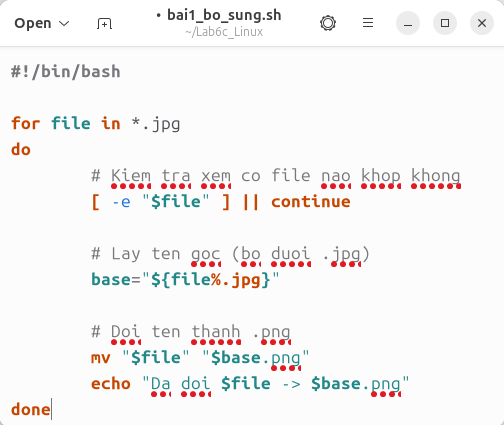 Open
• bai1_bo_sung.sh
~/Lab6c_Linux
#!/bin/bash

for file in *.jpg
do
        # Kiem tra xem co file nao khop khong
        [ -e "$file" ] || continue

        # Lay ten goc (bo duoi .jpg)
        base="${file%.jpg}"

        # Doi ten thanh .png
        mv "$file" "$base.png"
        echo "Da doi $file -> $base.png"
done